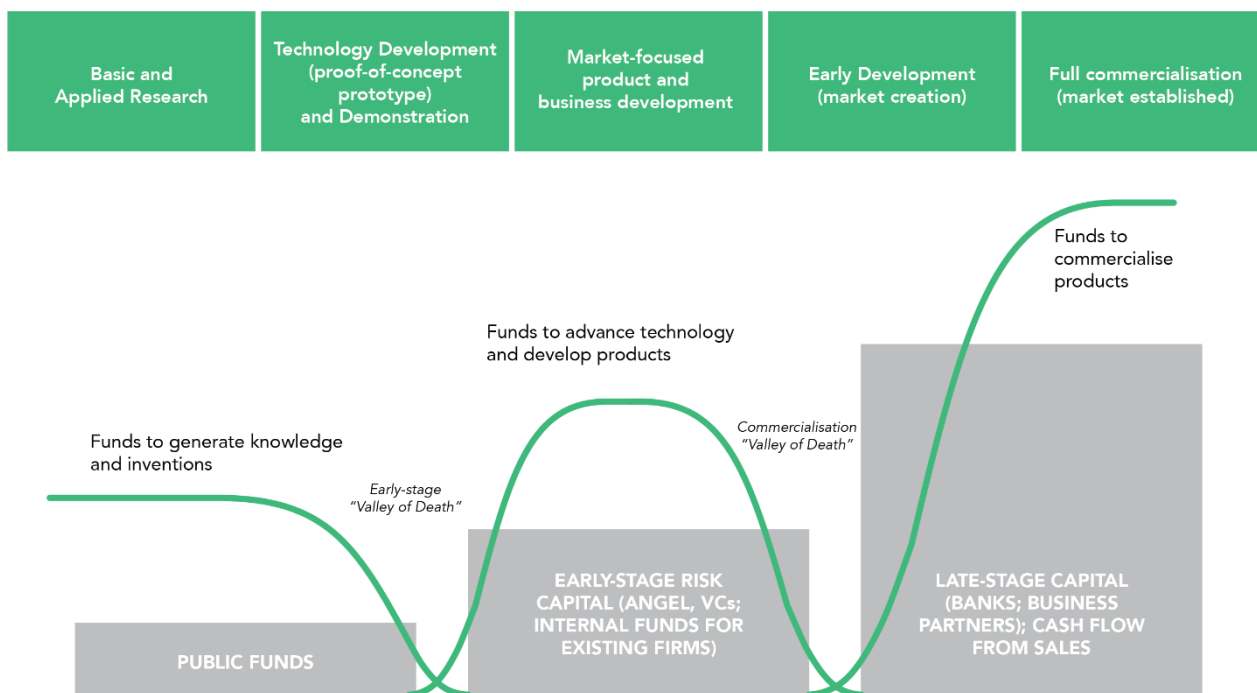 Basic and
Applied Research
Technology Development
(proof-of-concept
prototype)
and Demonstration
Market-focused
product and
business development
Early Development
(market creation)
Full commercialisation
(market established)
Funds to
commercialise
products
Funds to advance technology
and develop products
Commercialisation
“Valley of Death”
Funds to generate knowledge
and inventions
Early-stage
“Valley of Death”
PUBLIC FUNDS
EARLY-STAGE RISK
CAPITAL (ANGEL, VCs;
INTERNAL FUNDS FOR
EXISTING FIRMS)
LATE-STAGE CAPITAL
(BANKS; BUSINESS
PARTNERS); CASH FLOW
FROM SALES